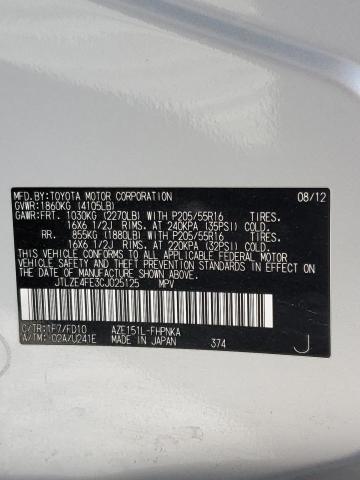 MFD.BY:TOYOTA MOTOR CORPORATION 08/12
GVWR:1860KG (4105LB)
GAWR:FRT. 1030KG (2270LB) WITH P205/55R16 TIRES.
16X6 1/2J RIMS. AT 240KPA (35PSI) COLD.
RR. 855KG (1880LB) WITH P205/55R16 TIRES.
16X6 1/2J RIMS. AT 220KPA (32PSI) COLD.
THIS VEHICLE CONFORMS TO ALL APPLICABLE FEDERAL MOTOR
VEHICLE SAFETY AND BUMPER STANDARDS IN EFFECT ON THE
DATE OF MANUFACTURE SHOWN ABOVE.
JTLZE4FE3CJ025125 MPV
C/TR:1F7/FD10 AZE151L-FHPNKA
A/TM: 02A/U241E MADE IN JAPAN 374 J